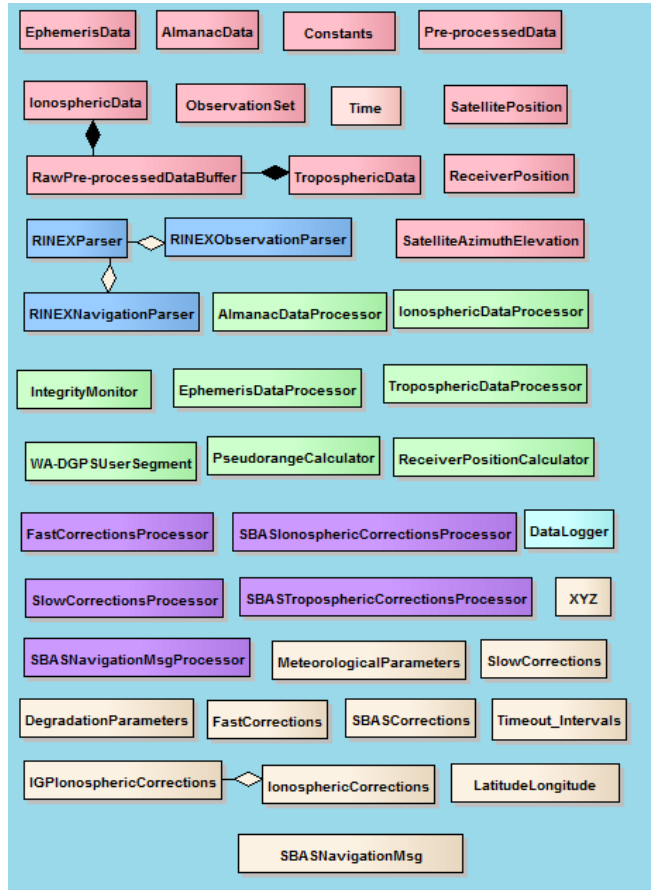 EphemerisData
AlmanacData
Constants
Pre-processedData
IonosphericData
ObservationSet
Time
SatellitePosition
RawPre-processedDataBuffer
TroposphericData
ReceiverPosition
RINEXParser
RINEXObservationParser
SatelliteAzimuthElevation
RINEXNavigationParser
AlmanacDataProcessor
IonosphericDataProcessor
IntegrityMonitor
EphemerisDataProcessor
TroposphericDataProcessor
WA-DGPSUserSegment
PseudorangeCalculator
ReceiverPositionCalculator
FastCorrectionsProcessor
SBASIonosphericCorrectionsProcessor
DataLogger
SlowCorrectionsProcessor
SBASTroposphericCorrectionsProcessor
XYZ
SBASNavigationMsgProcessor
MeteorologicalParameters
SlowCorrections
DegradationParameters
FastCorrections
SBASCorrections
Timeout_Intervals
IGPIonosphericCorrections
IonosphericCorrections
LatitudeLongitude
SBASNavigationMsg